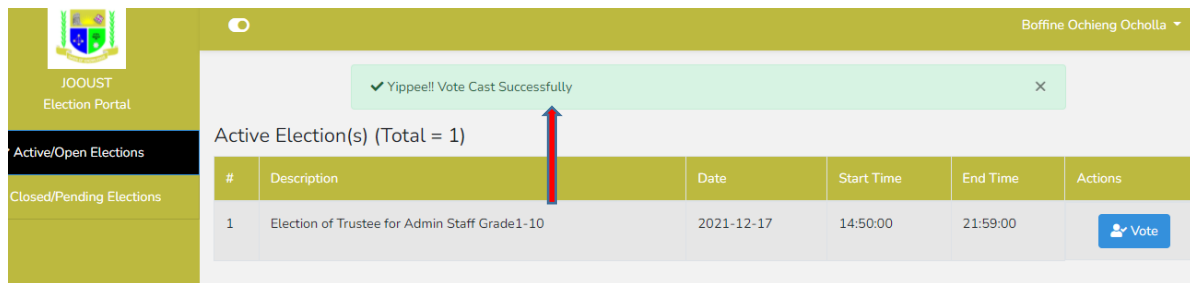 Boffine Ochieng Ocholla
JOOUST
Election Portal
Yippee!! Vote Cast Successfully ×
Active Election(s) (Total = 1)
Active/Open Elections
Closed/Pending Elections
# Description Date Start Time End Time Actions
1 Election of Trustee for Admin Staff Grade1-10 2021-12-17 14:50:00 21:59:00 Vote